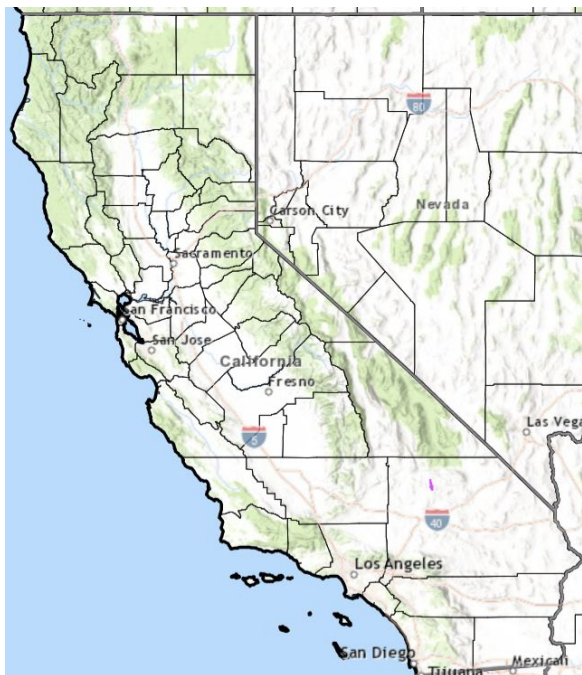 80
Nevada
Carson City
Sacramento
San Francisco
San Jose
California
Fresno
Las Vega
5
40
Los Angeles
San Diego
Tijuana
Mexicali